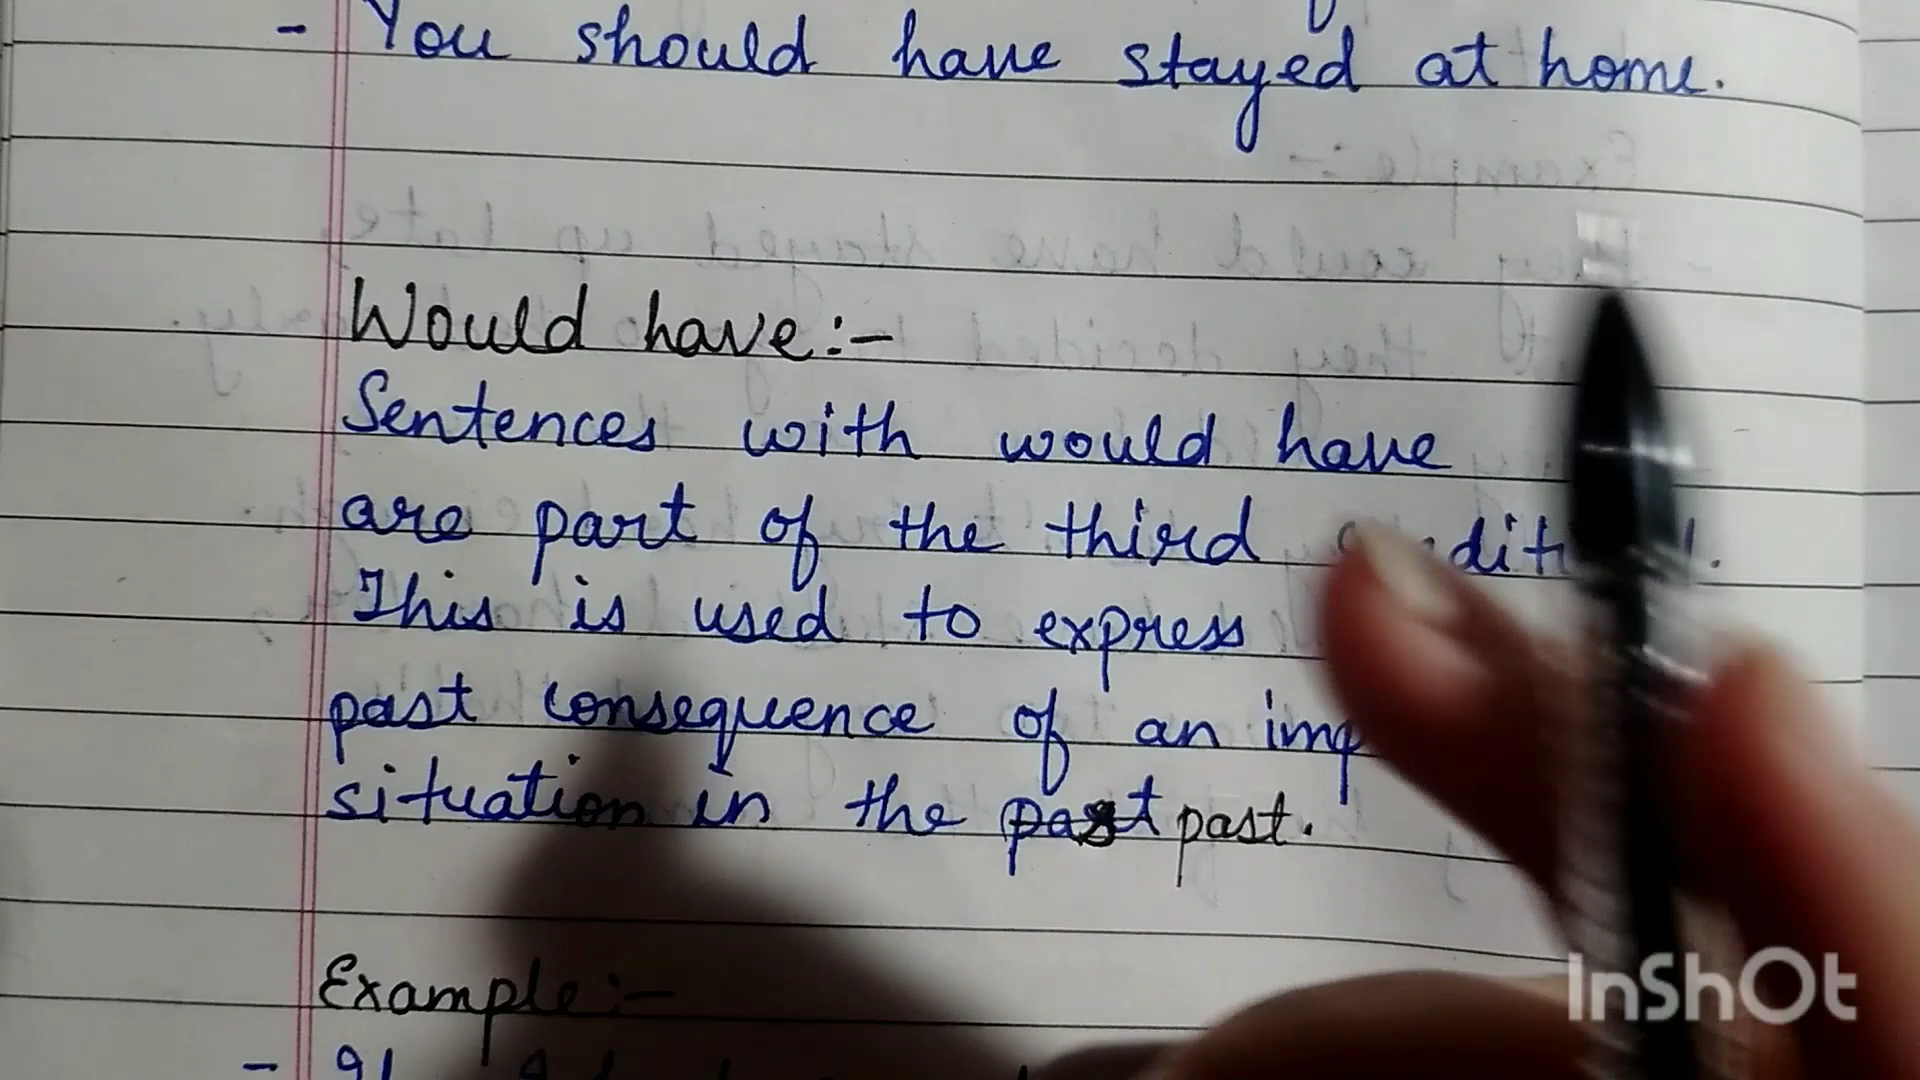 - You should have stayed at home.
Would have:-
Sentences with would have
are part of the third
This is used to express
past consequence of an
situation in the past past.
Example:-
InShOt